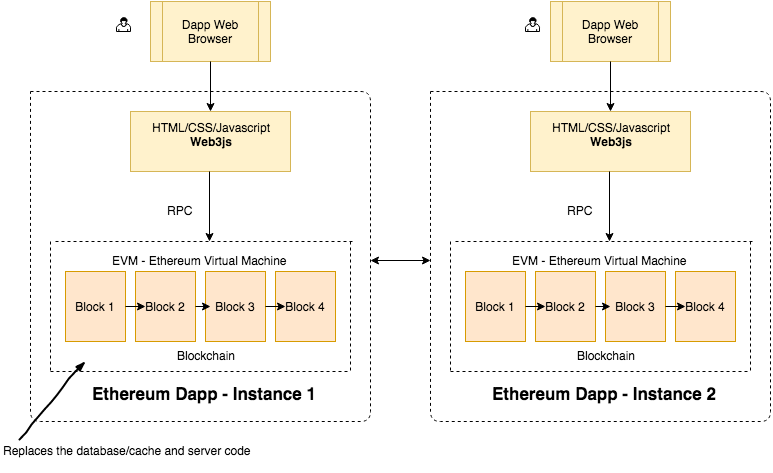 Dapp Web
Browser
HTML/CSS/Javascript
Web3js
RPC
EVM - Ethereum Virtual Machine
Block 1
Block 2
Block 3
Block 4
Blockchain
Ethereum Dapp - Instance 1
Replaces the database/cache and server code
Dapp Web
Browser
HTML/CSS/Javascript
Web3js
RPC
EVM - Ethereum Virtual Machine
Block 1
Block 2
Block 3
Block 4
Blockchain
Ethereum Dapp - Instance 2